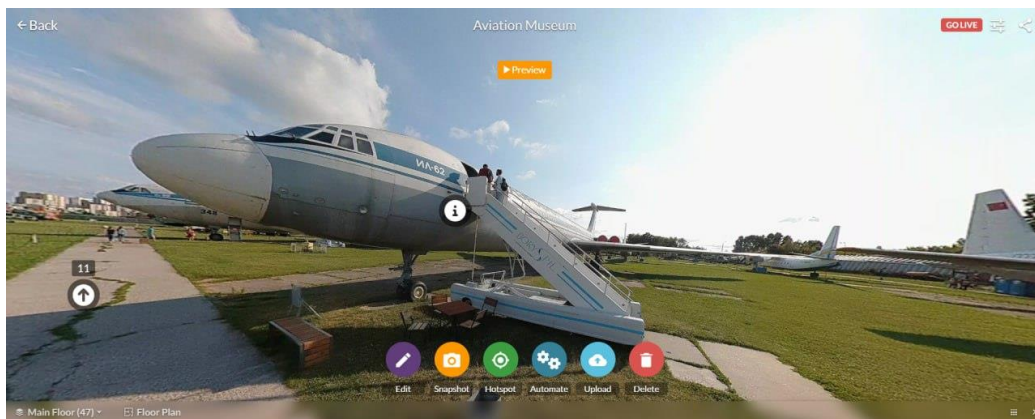 Back
Aviation Museum
GO LIVE
Preview
ИЛ-62
11
Edit
Snapshot
Hotspot
Automate
Upload
Delete
Main Floor (47)
Floor Plan